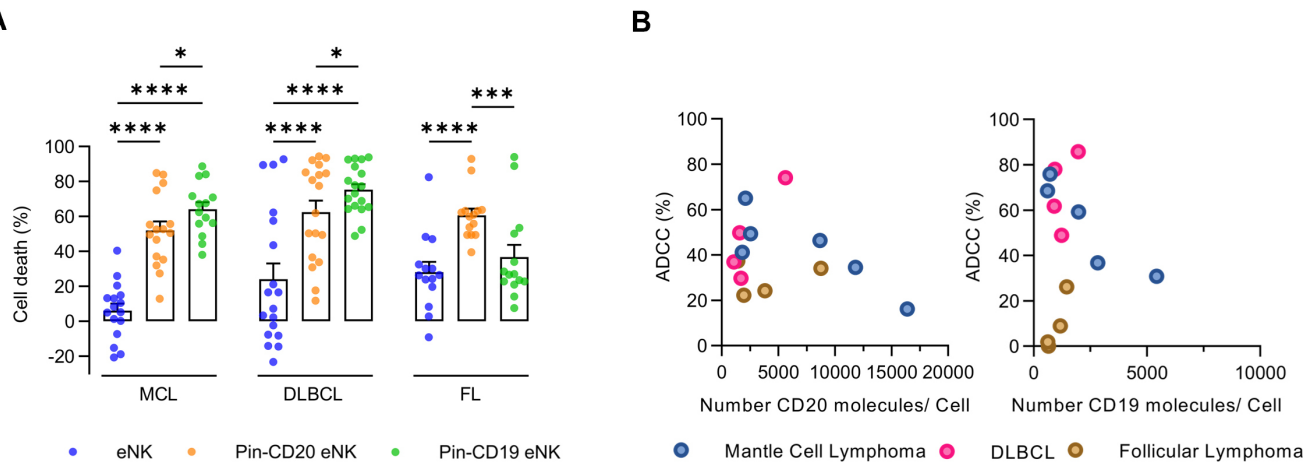 A
B
*
*
****
****
***
****
****
****
Cell death (%)
100
80
60
40
20
0
-20
MCL
DLBCL
FL
eNK
Pin-CD20 eNK
Pin-CD19 eNK
ADCC (%)
100
80
60
40
20
0
0
5000
10000
15000
20000
Number CD20 molecules/ Cell
ADCC (%)
100
80
60
40
20
0
0
5000
10000
Number CD19 molecules/ Cell
Mantle Cell Lymphoma
DLBCL
Follicular Lymphoma